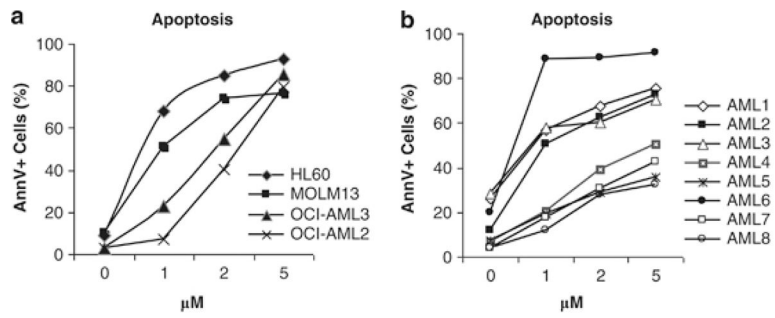 a
Apoptosis
AnnV+ Cells (%)
100
80
60
40
20
0
0 1 2 5
µM
HL60
MOLM13
OCI-AML3
OCI-AML2
b
Apoptosis
AnnV+ Cells (%)
100
80
60
40
20
0
0 1 2 5
µM
AML1
AML2
AML3
AML4
AML5
AML6
AML7
AML8